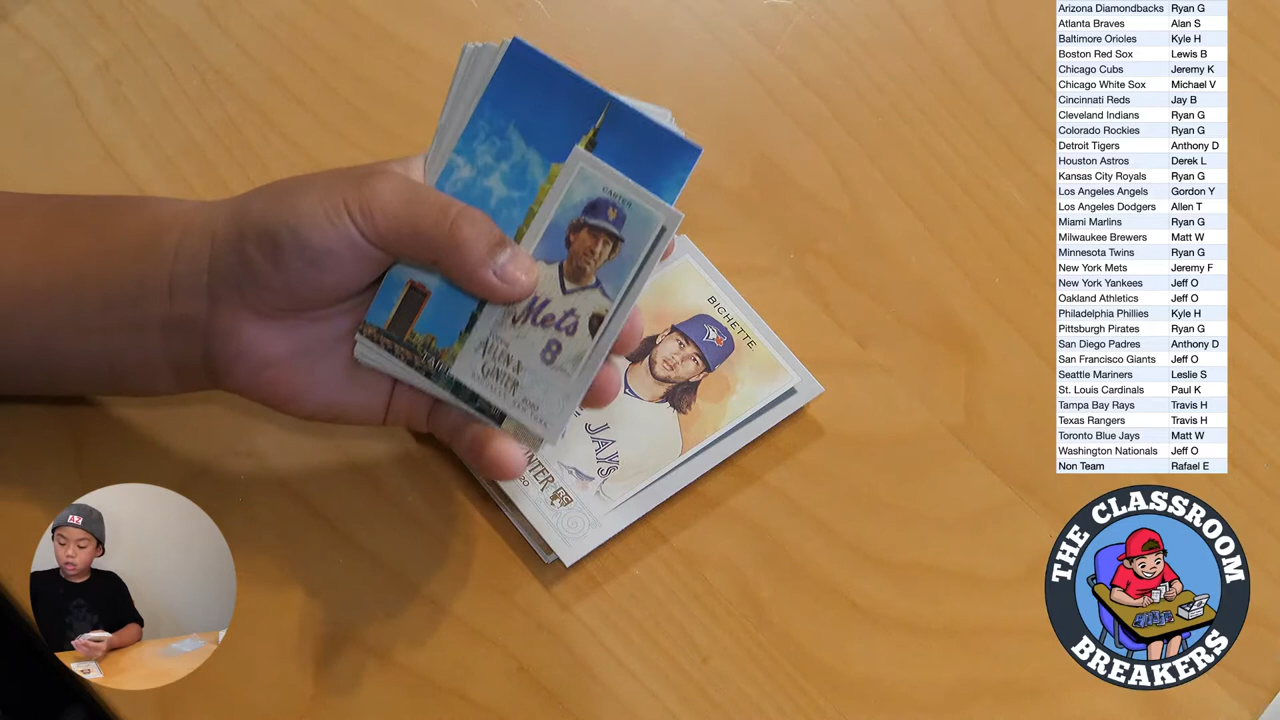 Arizona Diamondbacks Ryan G
Atlanta Braves Alan S
Baltimore Orioles Kyle H
Boston Red Sox Lewis B
Chicago Cubs Jeremy K
Chicago White Sox Michael V
Cincinnati Reds Jay B
Cleveland Indians Ryan G
Colorado Rockies Ryan G
Detroit Tigers Anthony D
Houston Astros Derek L
Kansas City Royals Ryan G
Los Angeles Angels Gordon Y
Los Angeles Dodgers Allen T
Miami Marlins Ryan G
Milwaukee Brewers Matt W
Minnesota Twins Ryan G
New York Mets Jeremy F
New York Yankees Jeff O
Oakland Athletics Jeff O
Philadelphia Phillies Kyle H
Pittsburgh Pirates Ryan G
San Diego Padres Anthony D
San Francisco Giants Jeff O
Seattle Mariners Leslie S
St. Louis Cardinals Paul K
Tampa Bay Rays Travis H
Texas Rangers Travis H
Toronto Blue Jays Matt W
Washington Nationals Jeff O
Non Team Rafael E
CARTER
Mets
8
ALLEN &
GINTER
2020
BICHETTE
JAYS
RC
AZ
THE CLASSROOM
BREAKERS